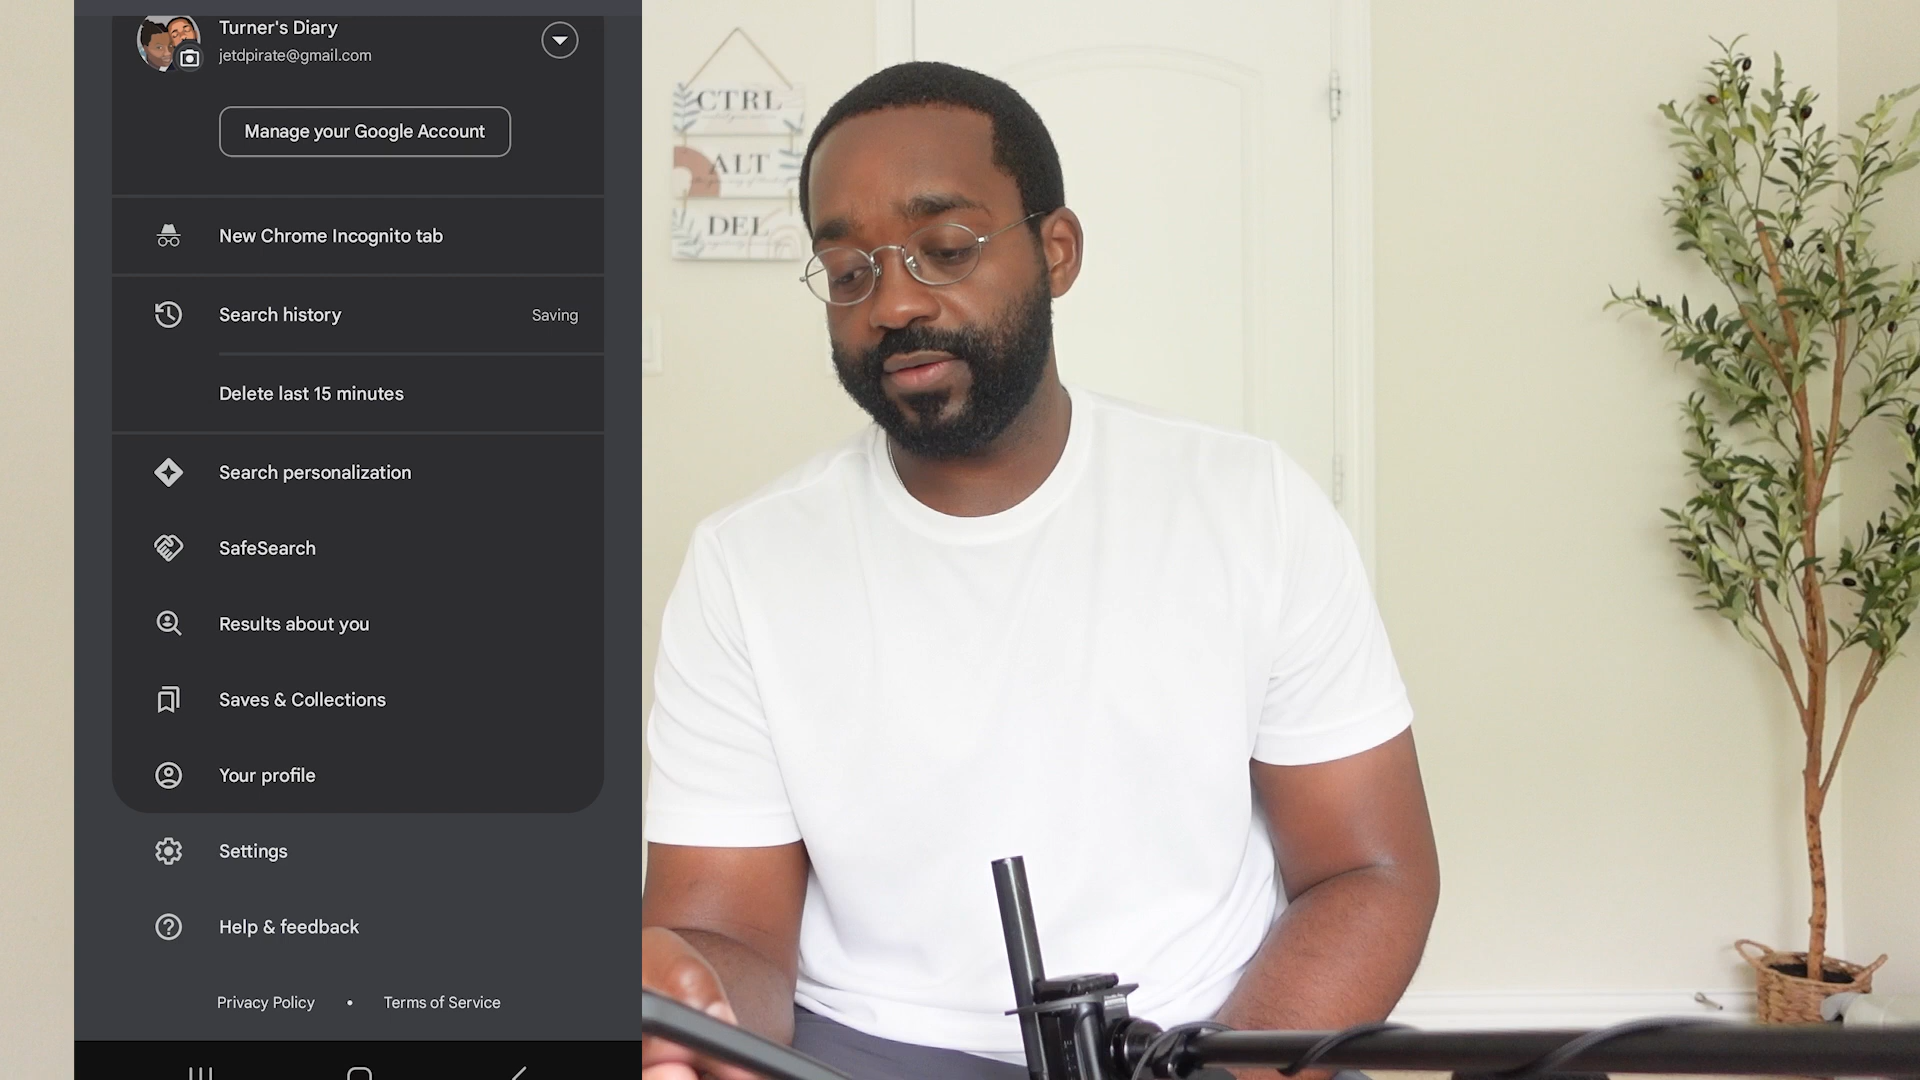 Turner's Diary
jetdpirate@gmail.com
Manage your Google Account
New Chrome Incognito tab
Search history
Saving
Delete last 15 minutes
Search personalization
SafeSearch
Results about you
Saves & Collections
Your profile
Settings
Help & feedback
Privacy Policy • Terms of Service
CTRL
ALT
DEL